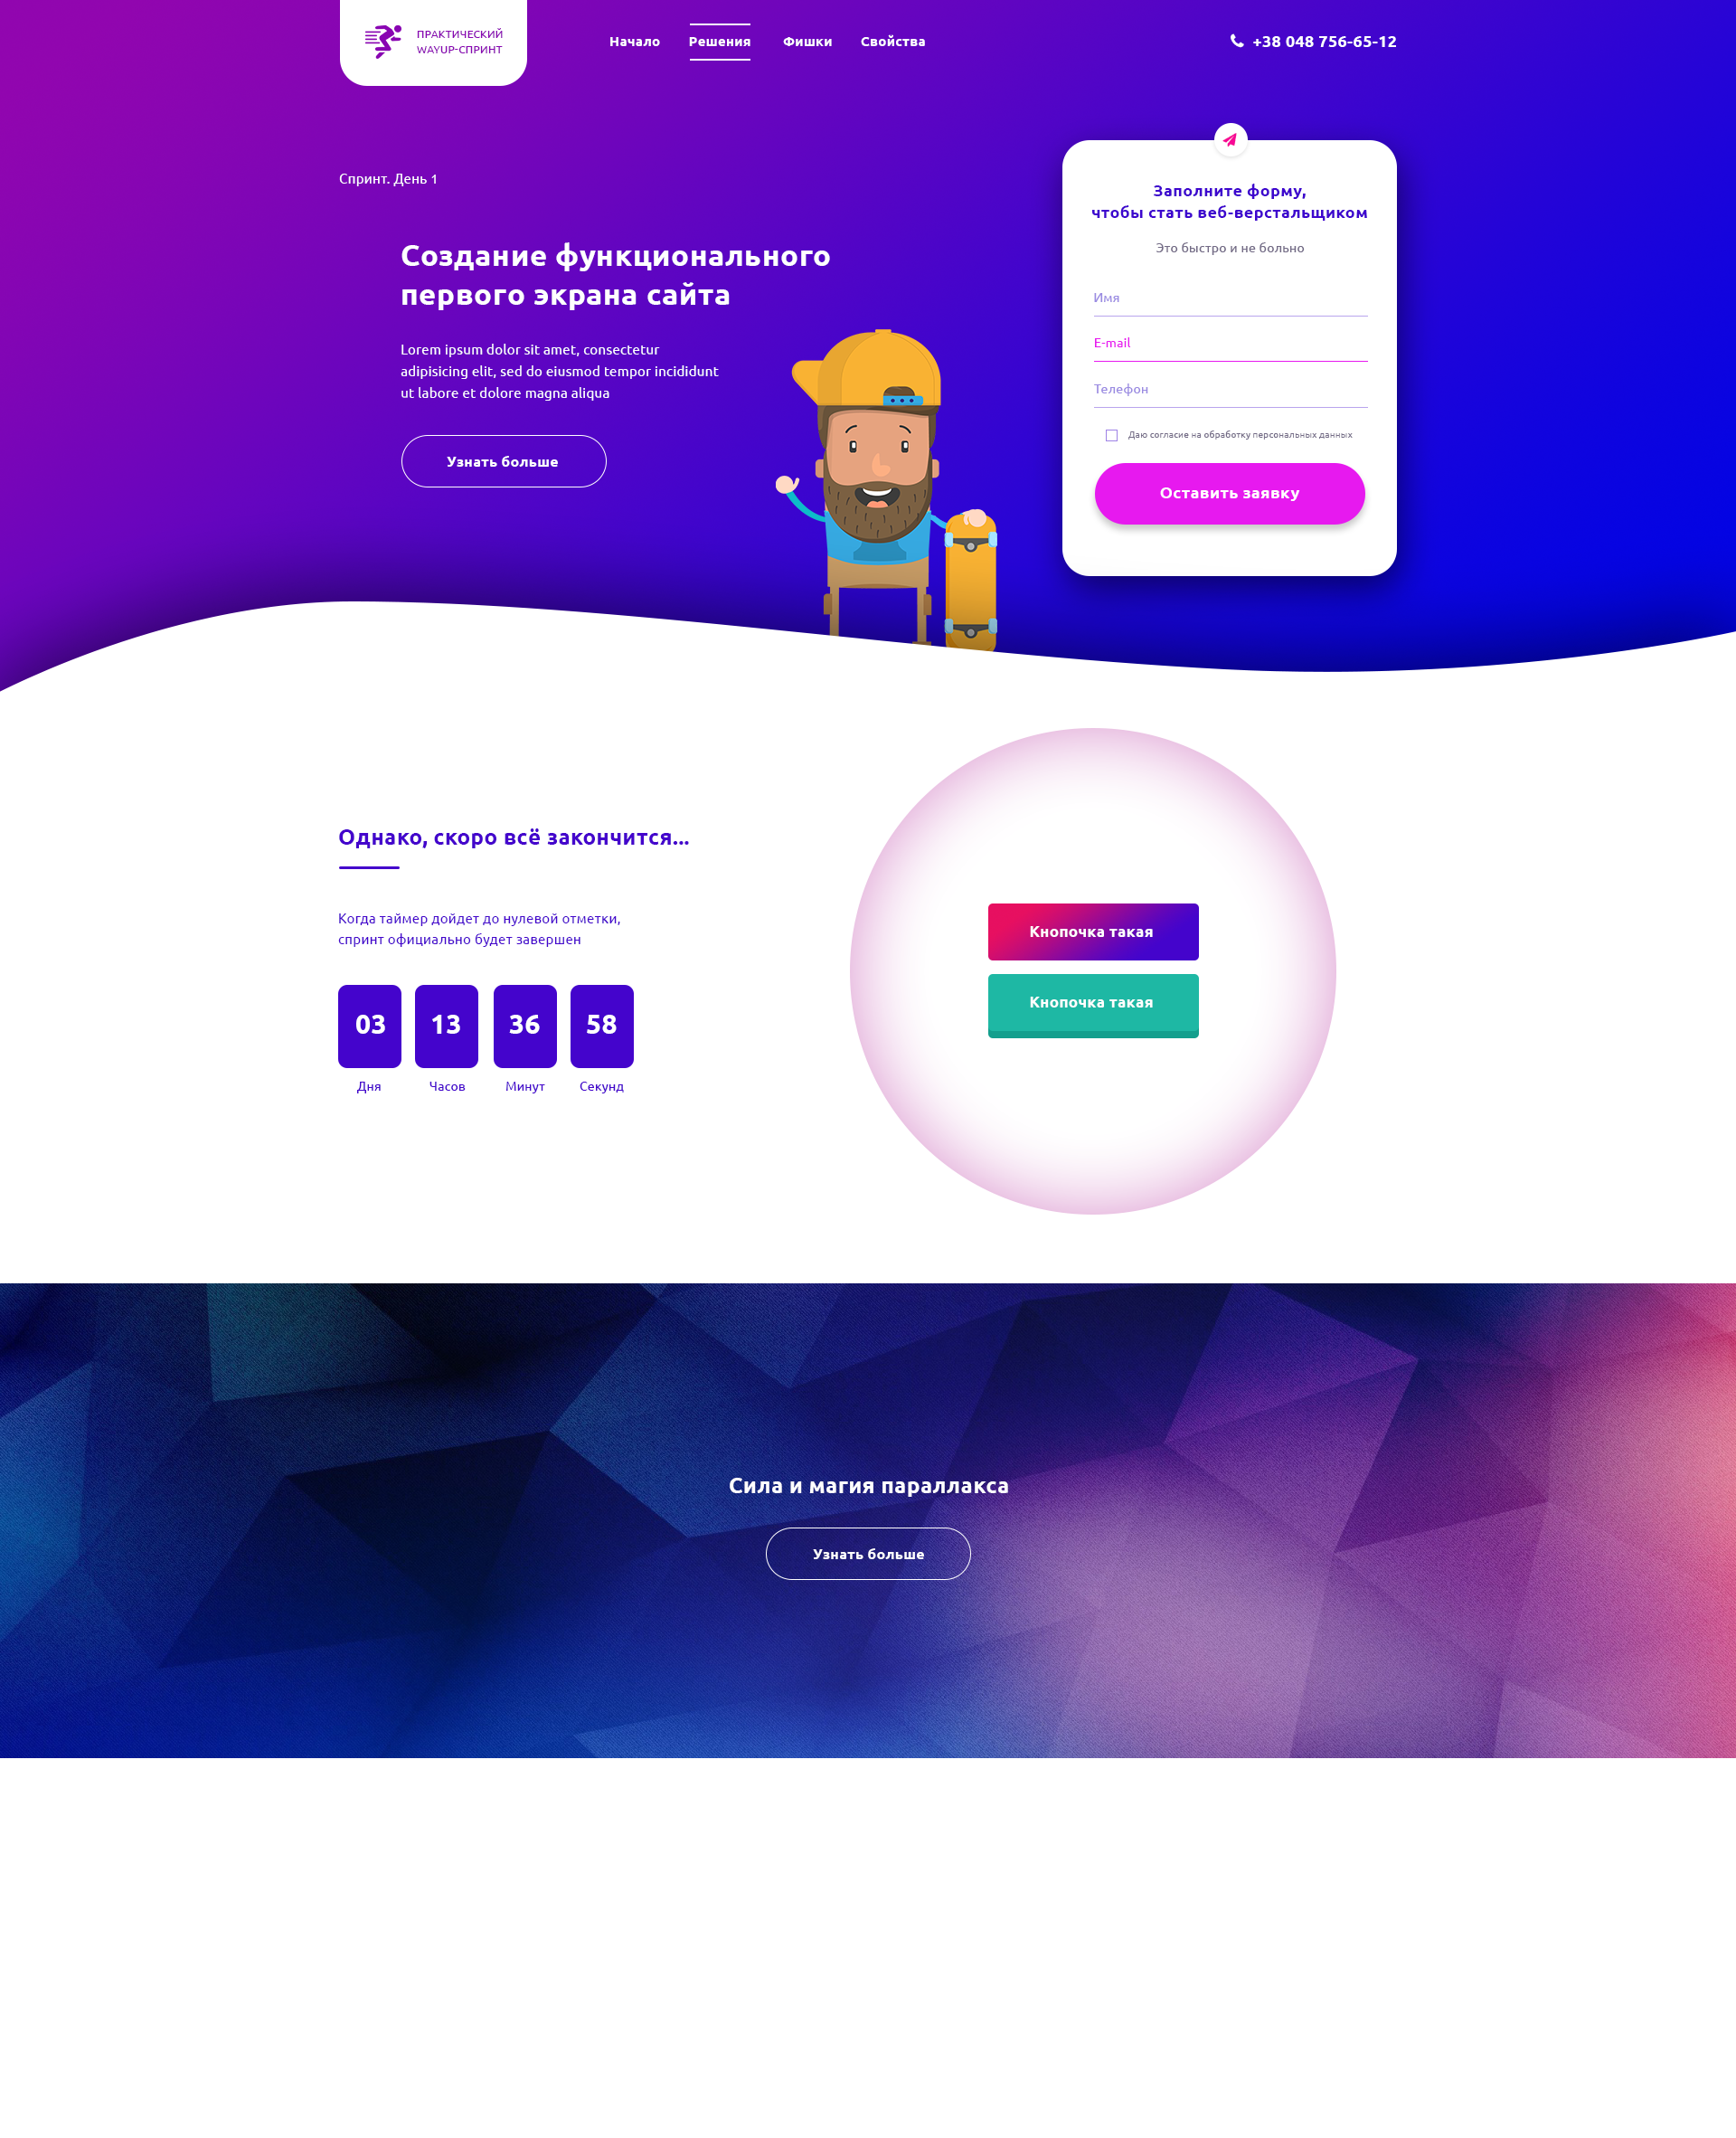 ПРАКТИЧЕСКИЙ
WAYUP-СПРИНТ
Начало
Решения
Фишки
Свойства
+38 048 756-65-12
Спринт. День 1
Создание функционального
первого экрана сайта
Lorem ipsum dolor sit amet, consectetur
adipisicing elit, sed do eiusmod tempor incididunt
ut labore et dolore magna aliqua
Узнать больше
Заполните форму,
чтобы стать веб-верстальщиком
Это быстро и не больно
Имя
E-mail
Телефон
Даю согласие на обработку персональных данных
Оставить заявку
Однако, скоро всё закончится...
Когда таймер дойдет до нулевой отметки,
спринт официально будет завершен
03 13 36 58
Дня Часов Минут Секунд
Кнопочка такая
Кнопочка такая
Сила и магия параллакса
Узнать больше